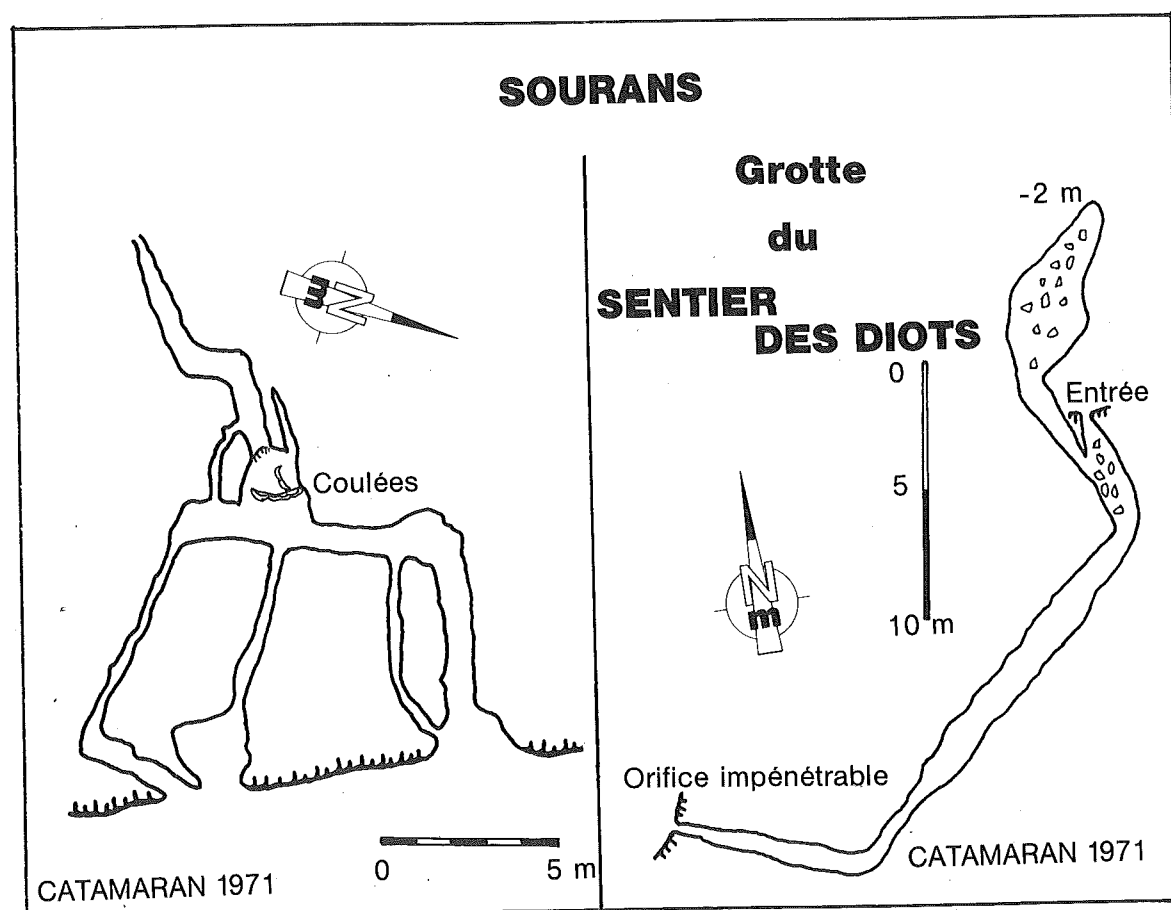 SOURANS
Grotte
du
SENTIER
DES DIOTS
N
m
Coulées
0 5 m
CATAMARAN 1971
-2 m
Entrée
0
5
10 m
N
m
Orifice impénétrable
CATAMARAN 1971